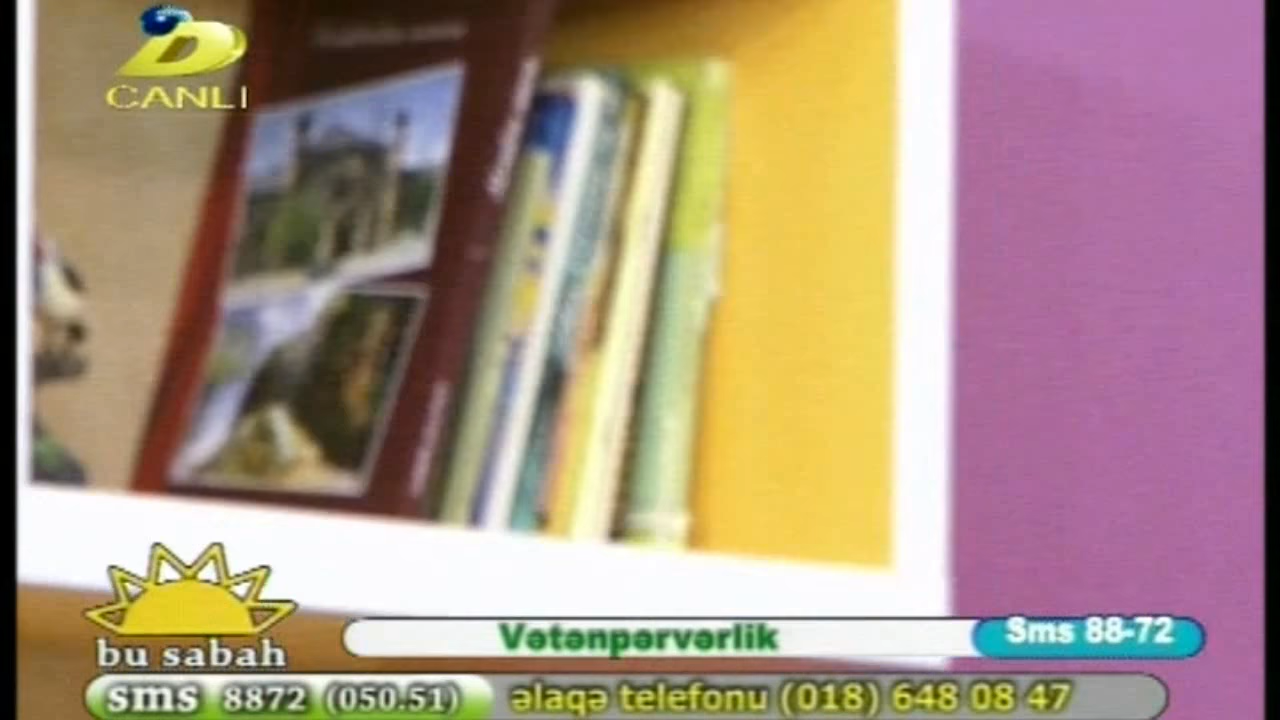 CANLI
Vətənpərvərlik
Sms 88-72
bu sabah
sms 8872 (050.51)
əlaqə telefonu (018) 648 08 47